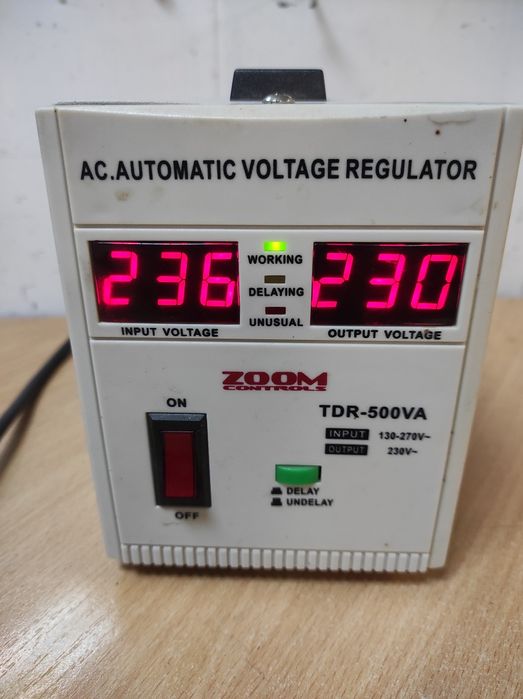 AC.AUTOMATIC VOLTAGE REGULATOR
236
WORKING
DELAYING
UNUSUAL
230
INPUT VOLTAGE
OUTPUT VOLTAGE
ZOOM
CONTROLS
TDR-500VA
INPUT 130-270V~
OUTPUT 230V~
ON
OFF
DELAY
UNDELAY